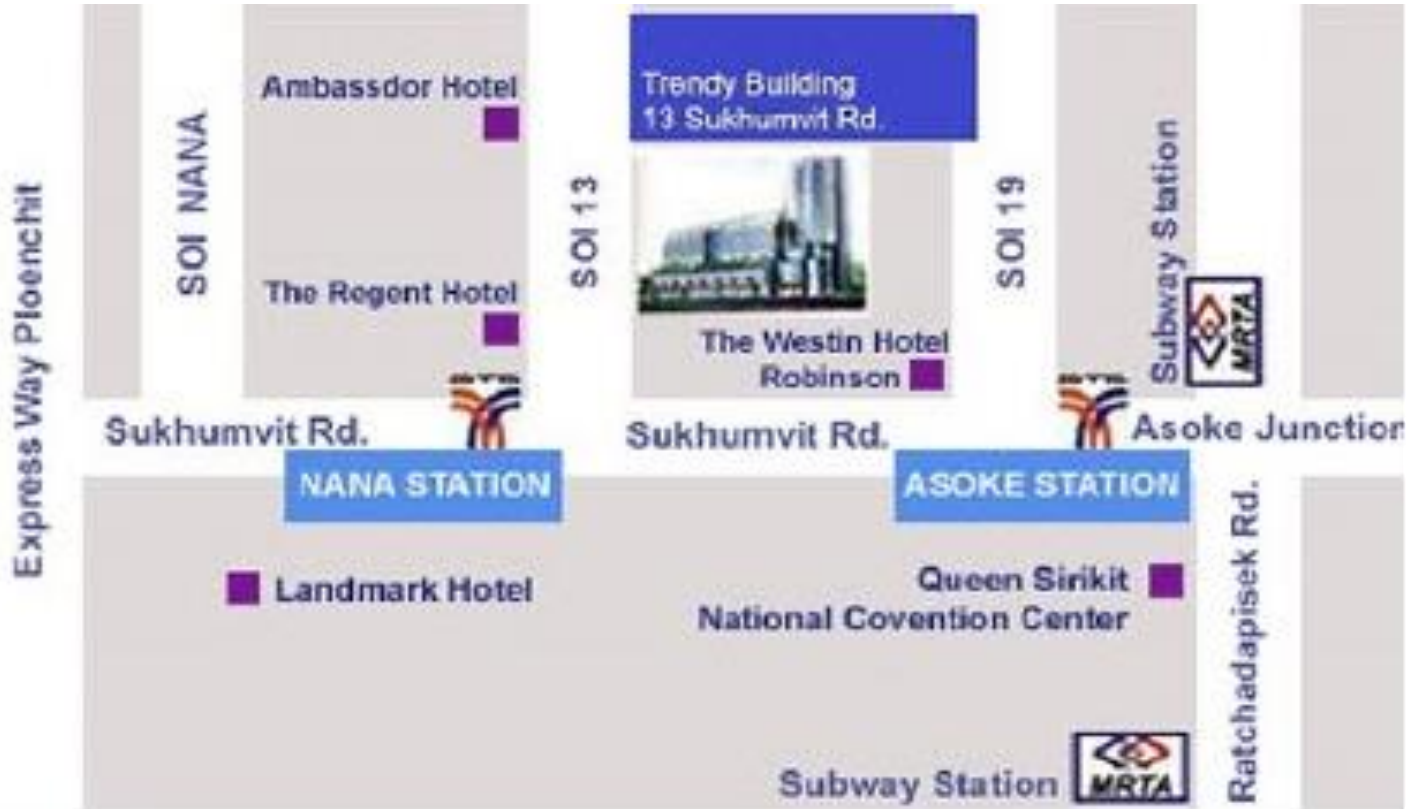 Ambassdor Hotel
Trendy Building
13 Sukhumvit Rd.
Express Way Ploenchit
SOI NANA
SOI 13
SOI 19
Subway Station
MRTA
The Regent Hotel
The Westin Hotel
Robinson
BTS
BTS
Sukhumvit Rd.
Sukhumvit Rd.
Asoke Junction
NANA STATION
ASOKE STATION
Landmark Hotel
Queen Sirikit
National Covention Center
Ratchadapisek Rd.
Subway Station
MRTA